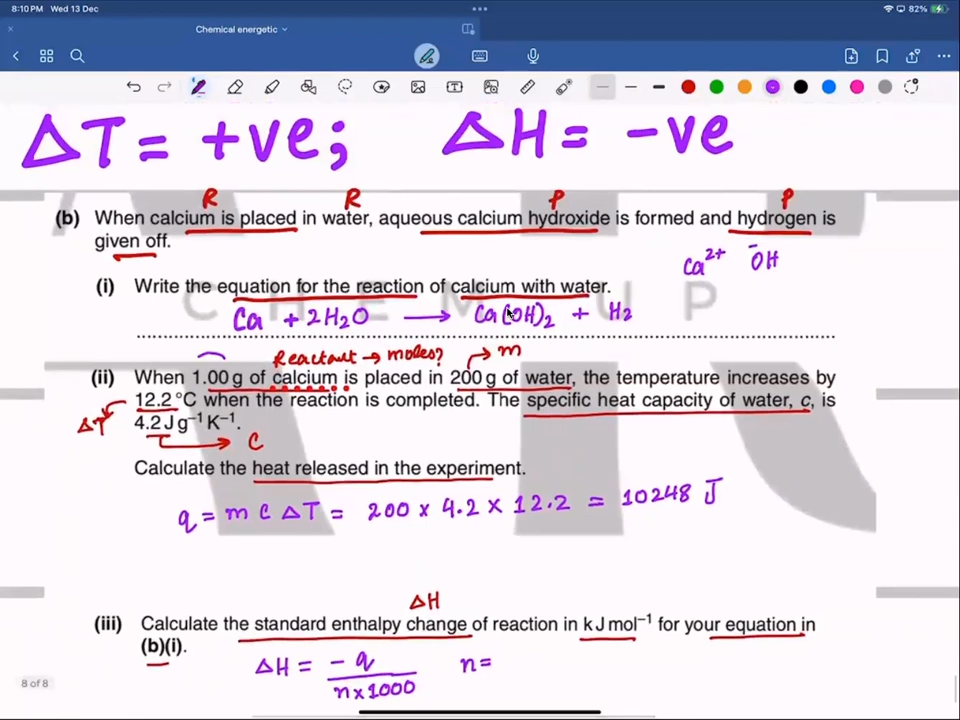 8:10 PM Wed 13 Dec
82%
Chemical energetic
ΔT = +ve; ΔH = -ve
R R P P
(b) When calcium is placed in water, aqueous calcium hydroxide is formed and hydrogen is
given off.
Ca²⁺ ⁻OH
(i) Write the equation for the reaction of calcium with water.
CHEM UP
Ca + 2H₂O → Ca(OH)₂ + H₂
Reactant → moles? → m
(ii) When 1.00 g of calcium is placed in 200 g of water, the temperature increases by
12.2 °C when the reaction is completed. The specific heat capacity of water, c, is
ΔT
4.2 J g⁻¹ K⁻¹.
→ C
Calculate the heat released in the experiment.
q = m C ΔT = 200 × 4.2 × 12.2 = 10248 J
ΔH
(iii) Calculate the standard enthalpy change of reaction in kJ mol⁻¹ for your equation in
(b)(i).
ΔH = -q / n×1000 n =
8 of 8